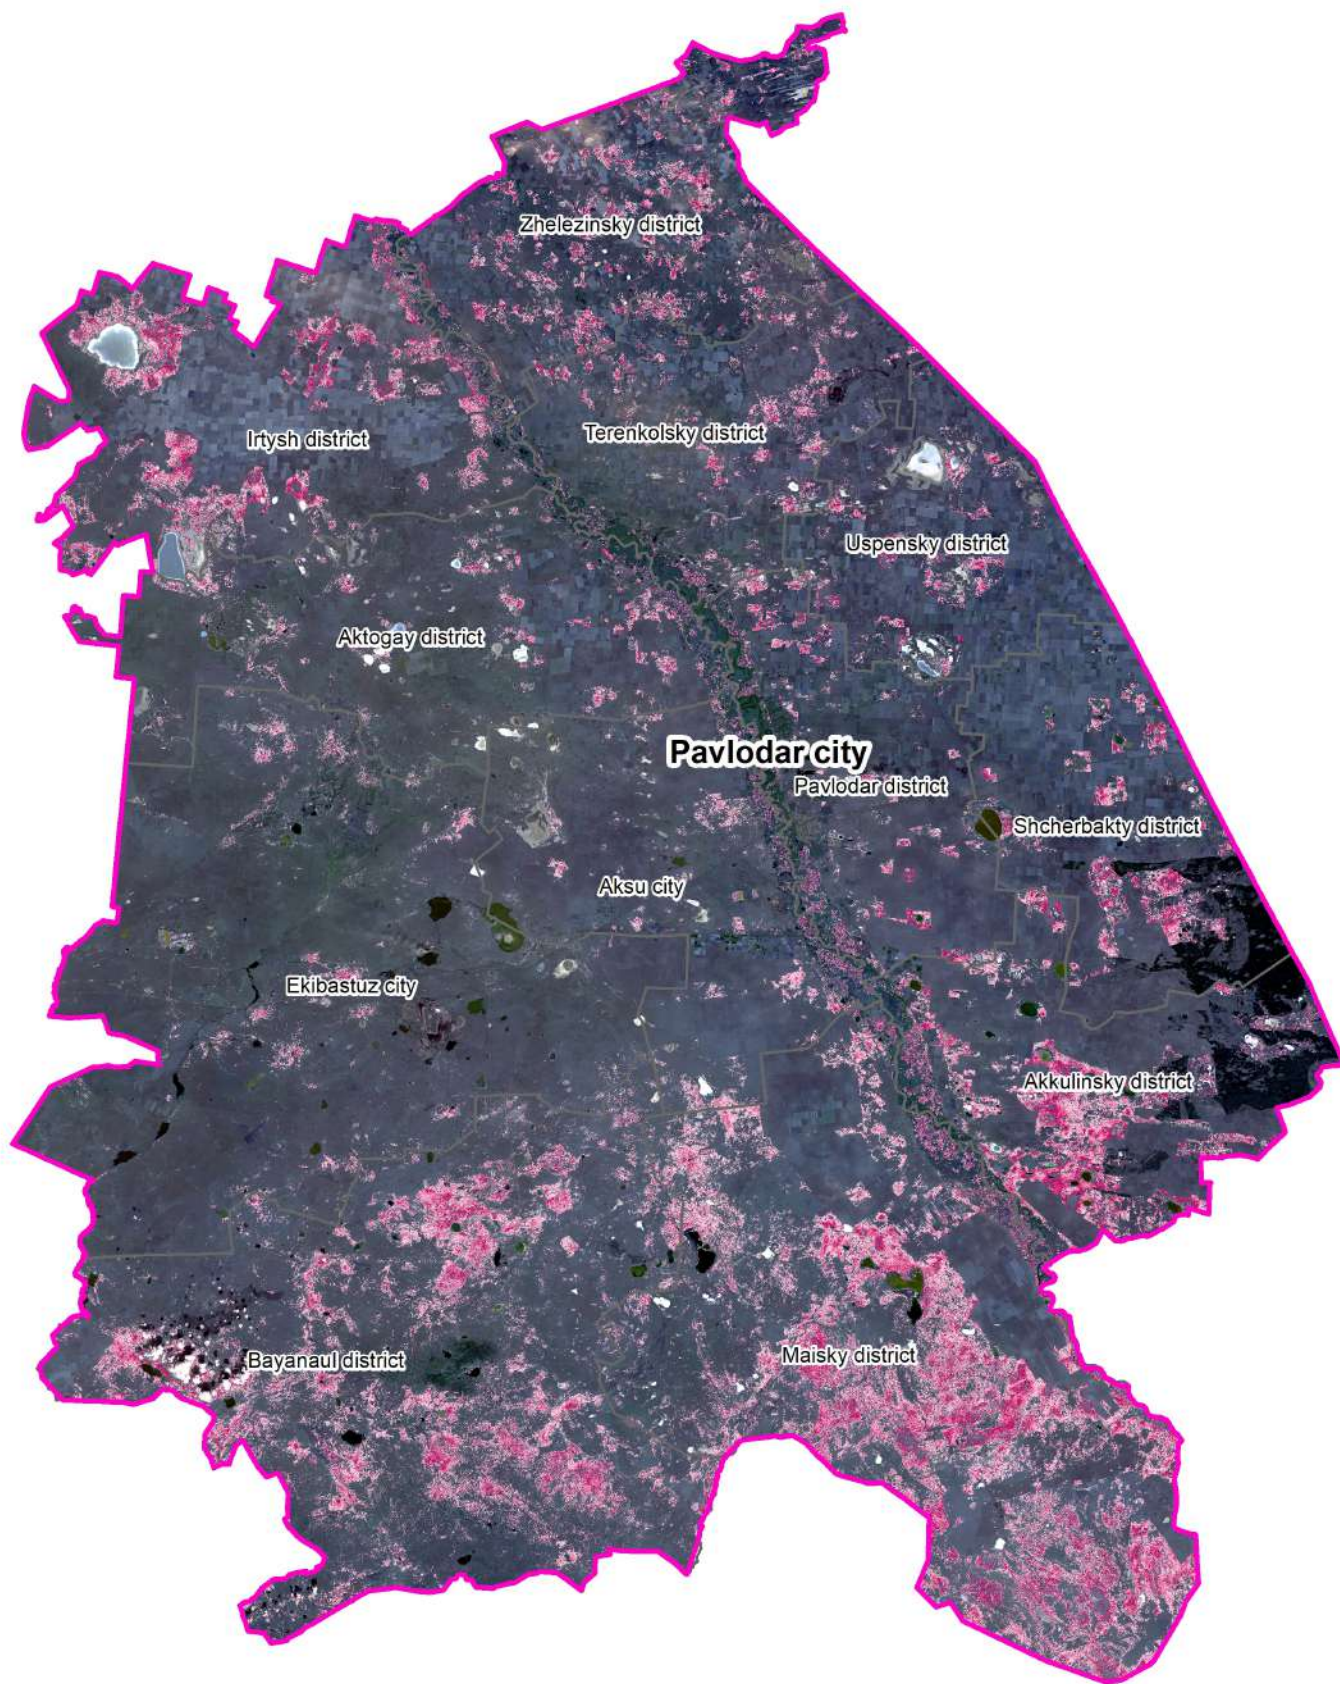 Zhelezinsky district
Irtysh district
Terenkolsky district
Uspensky district
Aktogay district
Pavlodar city
Pavlodar district
Shcherbakty district
Aksu city
Ekibastuz city
Akkulinsky district
Bayanaul district
Maisky district